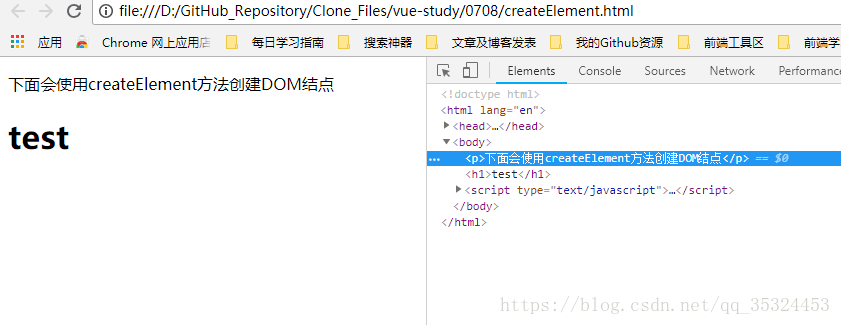 file:///D:/GitHub_Repository/Clone_Files/vue-study/0708/createElement.html
应用 Chrome 网上应用店 每日学习指南 搜索神器 文章及博客发表 我的Github资源 前端工具区 前端学
下面会使用createElement方法创建DOM结点
test
Elements Console Sources Network Performance
<!doctype html>
<html lang="en">
<head>…</head>
<body>
<p>下面会使用createElement方法创建DOM结点</p> == $0
<h1>test</h1>
<script type="text/javascript">…</script>
</body>
</html>
https://blog.csdn.net/qq_35324453